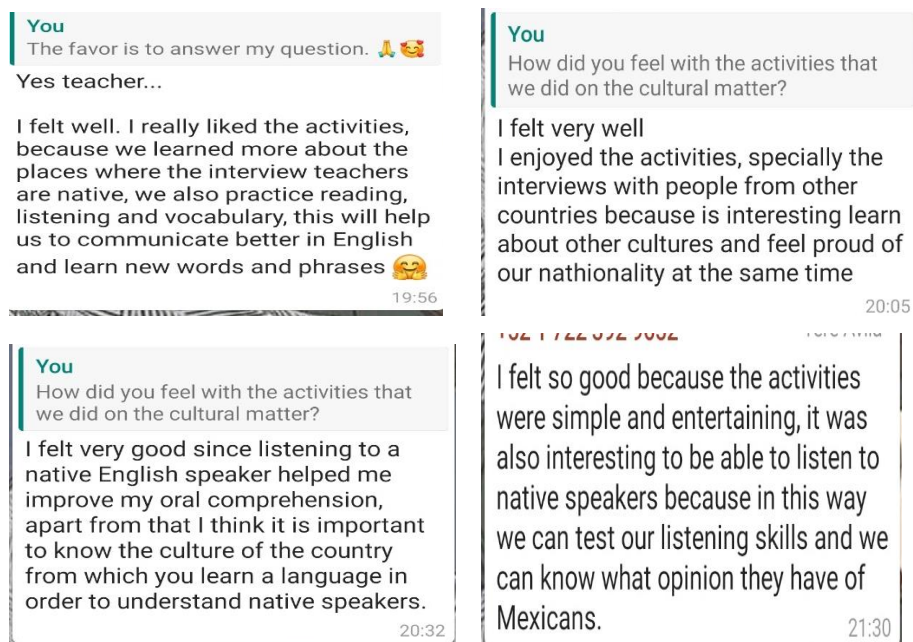 You
The favor is to answer my question. 🙏🥰
Yes teacher...
I felt well. I really liked the activities,
because we learned more about the
places where the interview teachers
are native, we also practice reading,
listening and vocabulary, this will help
us to communicate better in English
and learn new words and phrases 🤗
19:56
You
How did you feel with the activities that
we did on the cultural matter?
I felt very well
I enjoyed the activities, specially the
interviews with people from other
countries because is interesting learn
about other cultures and feel proud of
our nathionality at the same time
20:05
You
How did you feel with the activities that
we did on the cultural matter?
I felt very good since listening to a
native English speaker helped me
improve my oral comprehension,
apart from that I think it is important
to know the culture of the country
from which you learn a language in
order to understand native speakers.
20:32
I felt so good because the activities
were simple and entertaining, it was
also interesting to be able to listen to
native speakers because in this way
we can test our listening skills and we
can know what opinion they have of
Mexicans.
21:30